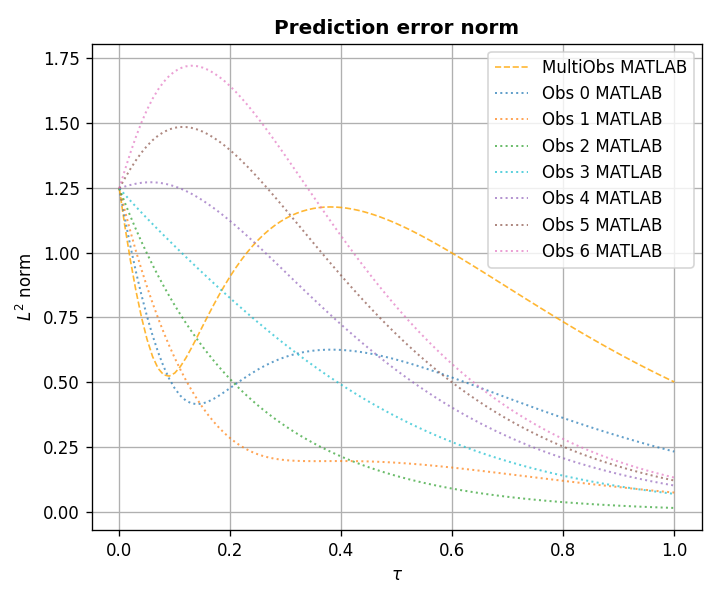 Prediction error norm
1.75
1.50
1.25
1.00
0.75
0.50
0.25
0.00
L² norm
0.0 0.2 0.4 0.6 0.8 1.0
τ
MultiObs MATLAB
Obs 0 MATLAB
Obs 1 MATLAB
Obs 2 MATLAB
Obs 3 MATLAB
Obs 4 MATLAB
Obs 5 MATLAB
Obs 6 MATLAB